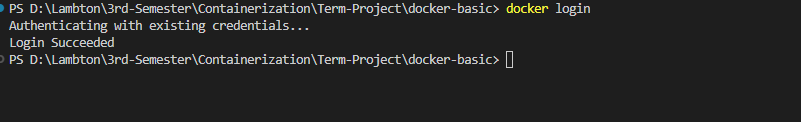 PS D:\Lambton\3rd-Semester\Containerization\Term-Project\docker-basic> docker login
Authenticating with existing credentials...
Login Succeeded
PS D:\Lambton\3rd-Semester\Containerization\Term-Project\docker-basic>